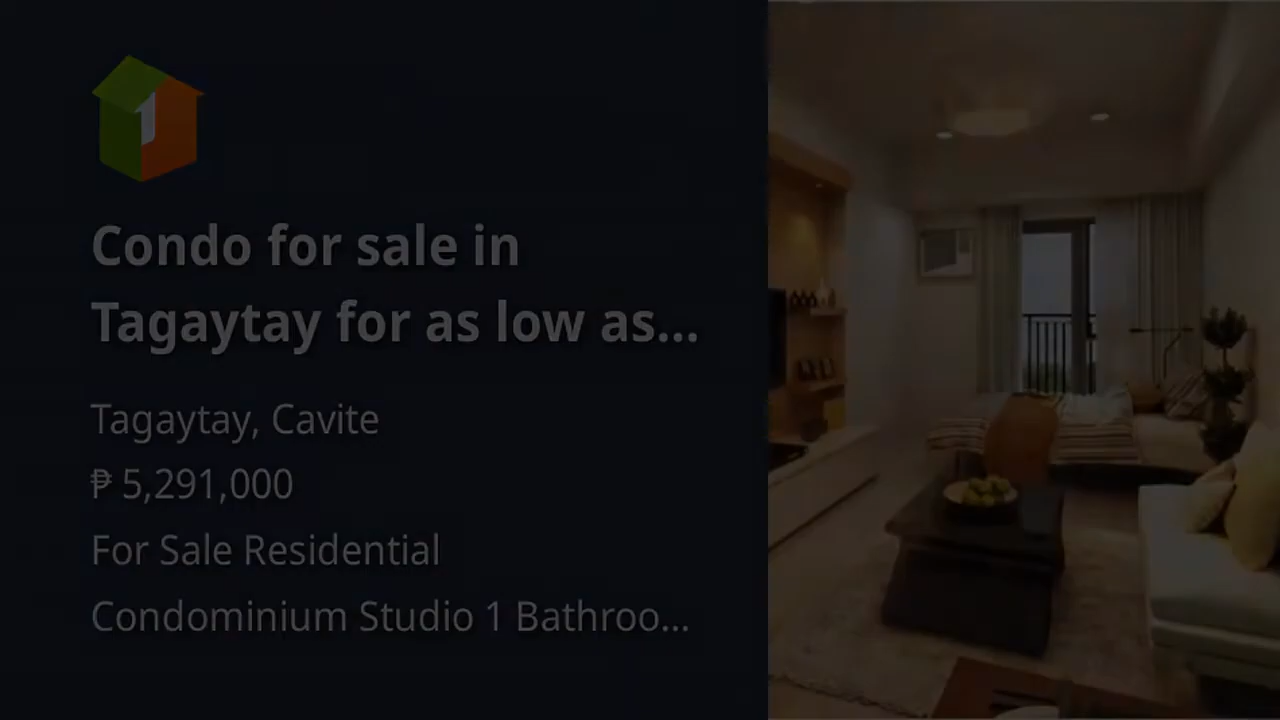 Condo for sale in
Tagaytay for as low as...
Tagaytay, Cavite
₱ 5,291,000
For Sale Residential
Condominium Studio 1 Bathroo...